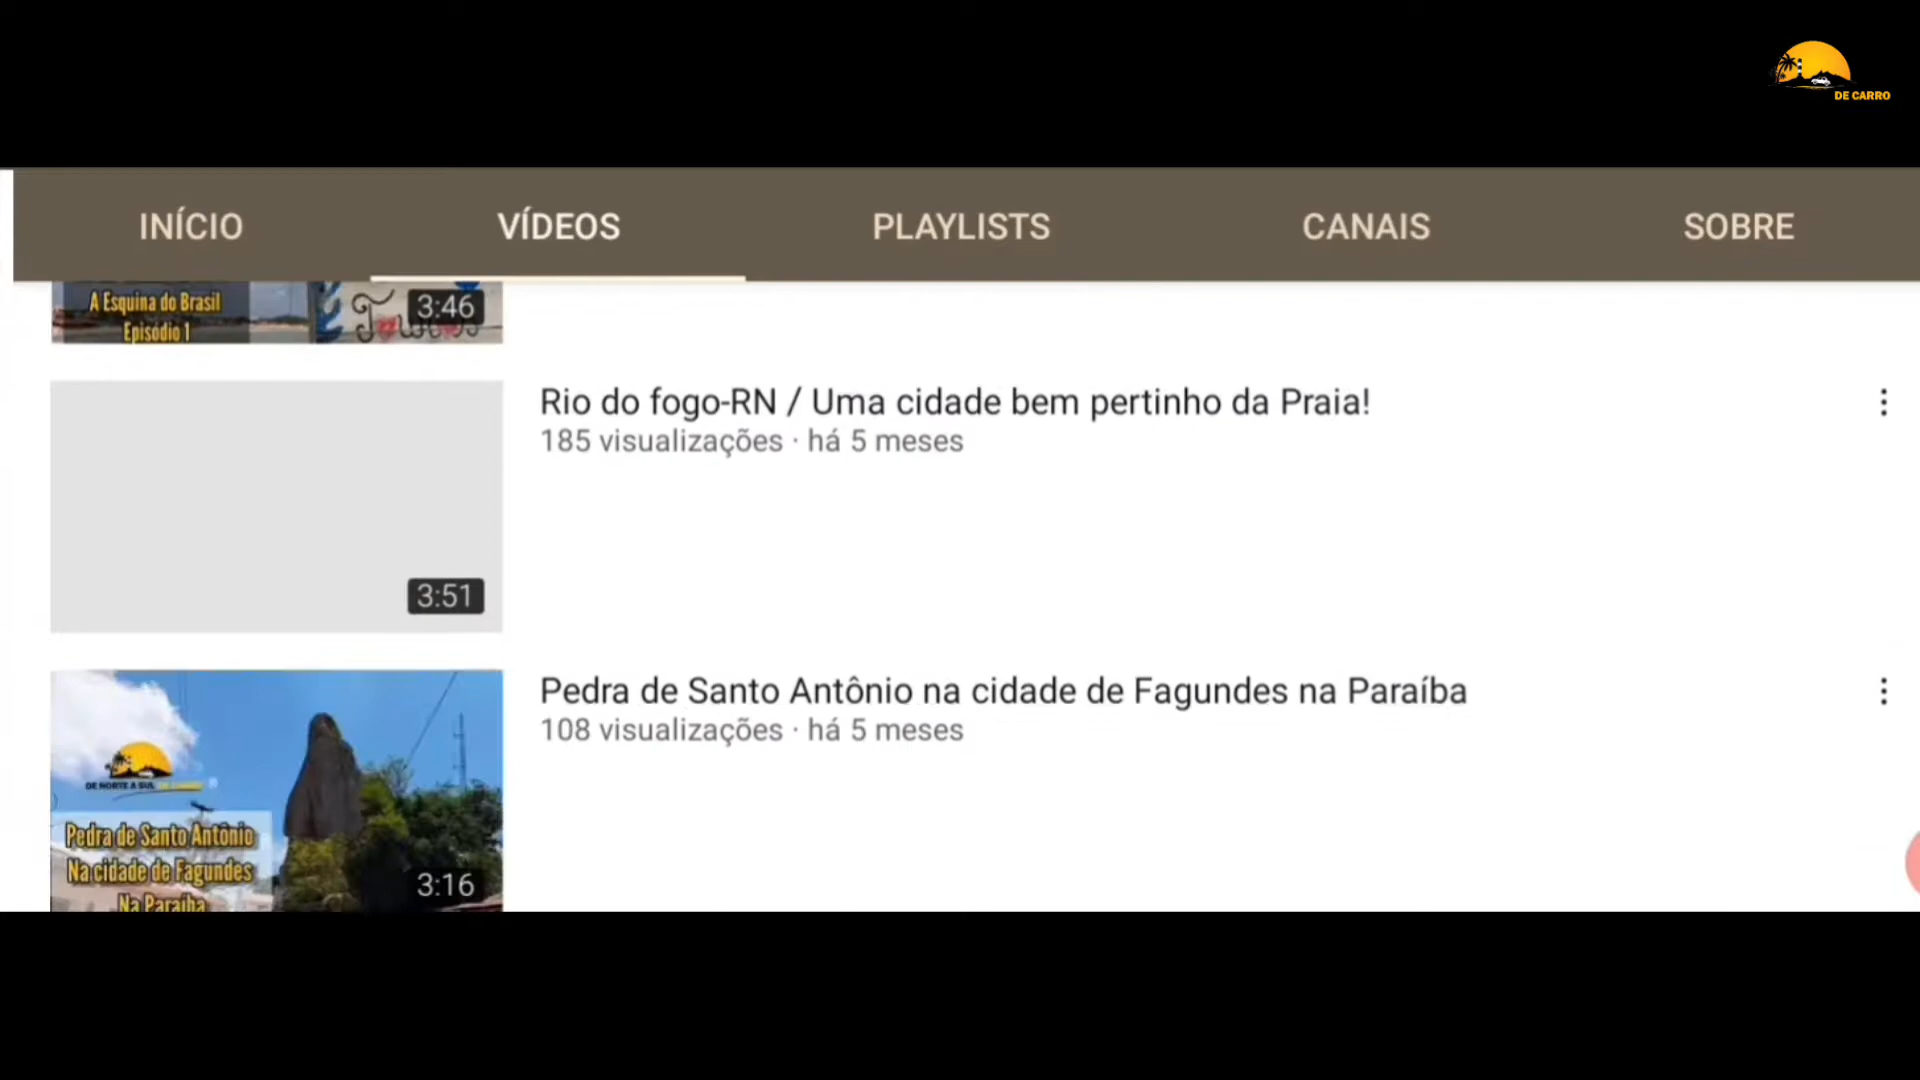 DE CARRO
INÍCIO VÍDEOS PLAYLISTS CANAIS SOBRE
A Esquina do Brasil
Episódio 1
3:46
Rio do fogo-RN / Uma cidade bem pertinho da Praia!
185 visualizações · há 5 meses
3:51
Pedra de Santo Antônio na cidade de Fagundes na Paraíba
108 visualizações · há 5 meses
DE NORTE A SUL DE CARRO
Pedra de Santo Antônio
Na cidade de Fagundes
Na Paraíba
3:16